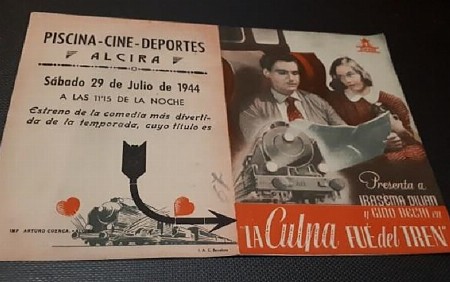 PISCINA-CINE-DEPORTES
ALCIRA
Sábado 29 de Julio de 1944
A LAS 11'15 DE LA NOCHE
Estreno de la comedia más diverti-
da de la temporada, cuyo título es
IMP. ARTURO CUENCA.-
I. G. Barcelona
Presenta a
IRASEMA DILIAN
y GINO BECHI en
"LA Culpa FUÉ del TREN"